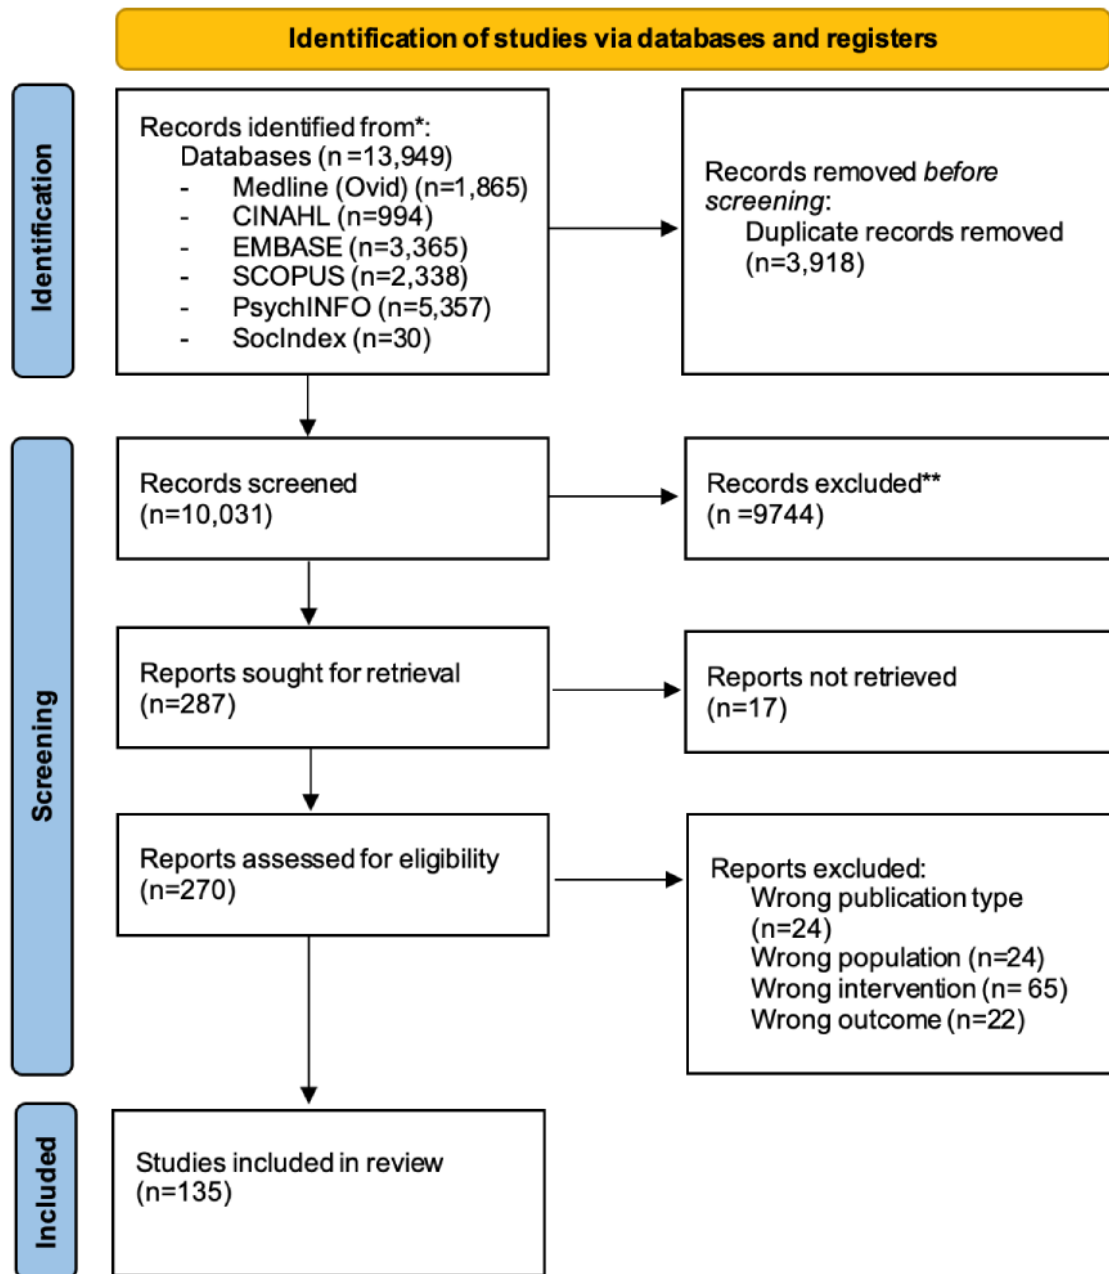 Identification of studies via databases and registers
Identification
Records identified from*:
Databases (n =13,949)
- Medline (Ovid) (n=1,865)
- CINAHL (n=994)
- EMBASE (n=3,365)
- SCOPUS (n=2,338)
- PsychINFO (n=5,357)
- SocIndex (n=30)
Records removed before
screening:
Duplicate records removed
(n=3,918)
Screening
Records screened
(n=10,031)
Records excluded**
(n =9744)
Reports sought for retrieval
(n=287)
Reports not retrieved
(n=17)
Reports assessed for eligibility
(n=270)
Reports excluded:
Wrong publication type
(n=24)
Wrong population (n=24)
Wrong intervention (n= 65)
Wrong outcome (n=22)
Included
Studies included in review
(n=135)